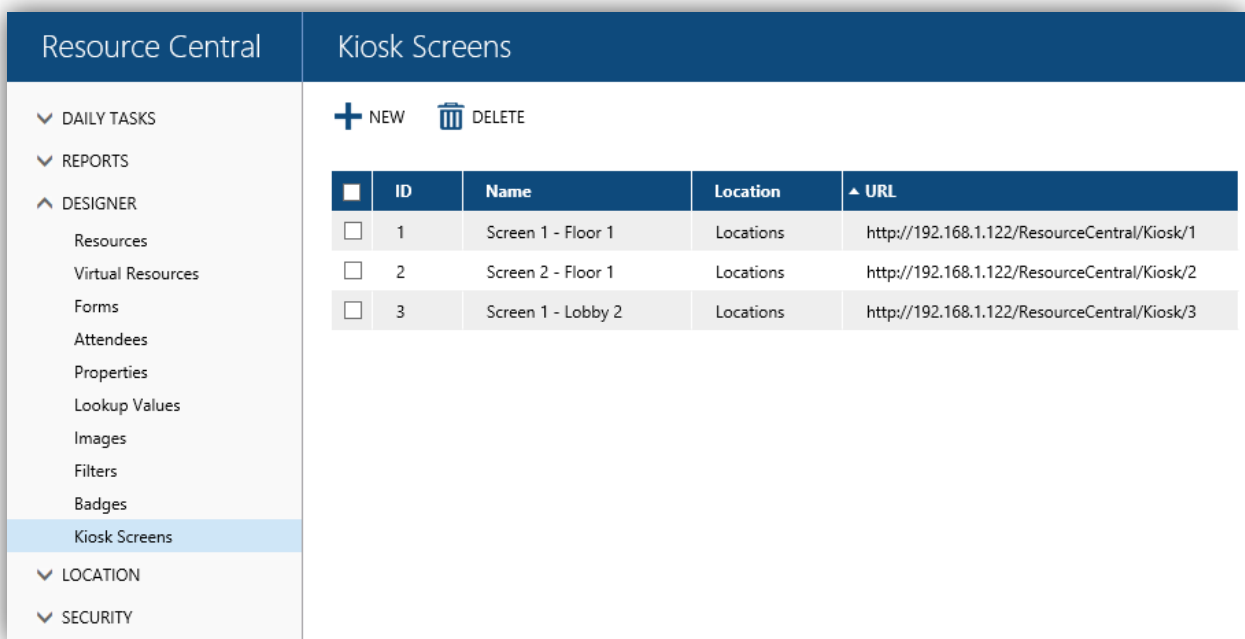 Resource Central
Kiosk Screens
DAILY TASKS
REPORTS
DESIGNER
Resources
Virtual Resources
Forms
Attendees
Properties
Lookup Values
Images
Filters
Badges
Kiosk Screens
LOCATION
SECURITY
NEW DELETE
ID Name Location URL
1 Screen 1 - Floor 1 Locations http://192.168.1.122/ResourceCentral/Kiosk/1
2 Screen 2 - Floor 1 Locations http://192.168.1.122/ResourceCentral/Kiosk/2
3 Screen 1 - Lobby 2 Locations http://192.168.1.122/ResourceCentral/Kiosk/3